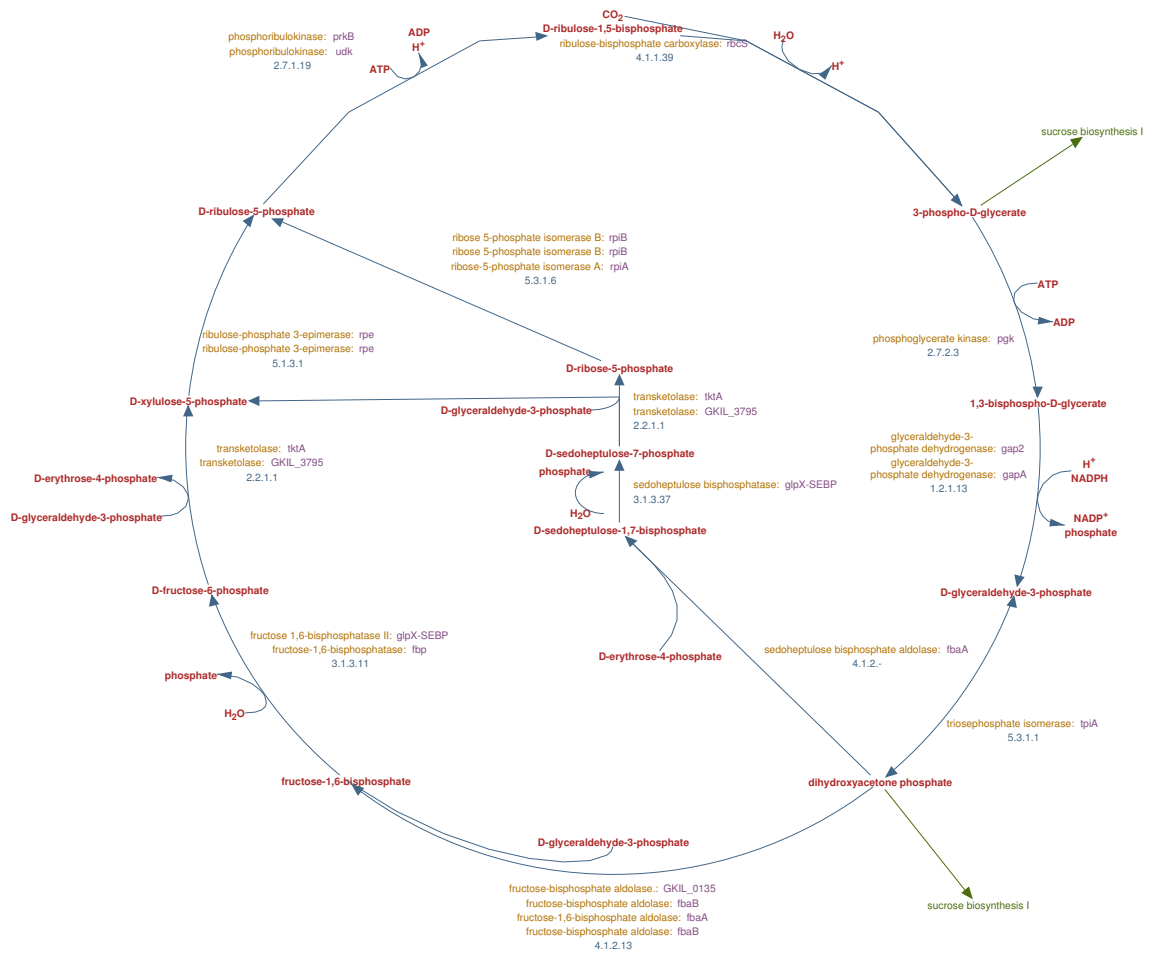 CO2
D-ribulose-1,5-bisphosphate
ribulose-bisphosphate carboxylase: rbcS
4.1.1.39
H2O
H+
phosphoribulokinase: prkB
phosphoribulokinase: udk
2.7.1.19
ADP
H+
ATP
sucrose biosynthesis I
D-ribulose-5-phosphate
3-phospho-D-glycerate
ribose 5-phosphate isomerase B: rpiB
ribose 5-phosphate isomerase B: rpiB
ribose-5-phosphate isomerase A: rpiA
5.3.1.6
ATP
ADP
phosphoglycerate kinase: pgk
2.7.2.3
ribulose-phosphate 3-epimerase: rpe
ribulose-phosphate 3-epimerase: rpe
5.1.3.1
D-ribose-5-phosphate
D-xylulose-5-phosphate
D-glyceraldehyde-3-phosphate
transketolase: tktA
transketolase: GKIL_3795
2.2.1.1
1,3-bisphospho-D-glycerate
glyceraldehyde-3-
phosphate dehydrogenase: gap2
glyceraldehyde-3-
phosphate dehydrogenase: gapA
1.2.1.13
H+
NADPH
NADP+
phosphate
transketolase: tktA
transketolase: GKIL_3795
2.2.1.1
D-erythrose-4-phosphate
D-glyceraldehyde-3-phosphate
D-sedoheptulose-7-phosphate
phosphate
sedoheptulose bisphosphatase: glpX-SEBP
3.1.3.37
H2O
D-sedoheptulose-1,7-bisphosphate
D-fructose-6-phosphate
D-glyceraldehyde-3-phosphate
fructose 1,6-bisphosphatase II: glpX-SEBP
fructose-1,6-bisphosphatase: fbp
3.1.3.11
D-erythrose-4-phosphate
sedoheptulose bisphosphate aldolase: fbaA
4.1.2.-
phosphate
H2O
triosephosphate isomerase: tpiA
5.3.1.1
fructose-1,6-bisphosphate
dihydroxyacetone phosphate
D-glyceraldehyde-3-phosphate
fructose-bisphosphate aldolase.: GKIL_0135
fructose-bisphosphate aldolase: fbaB
fructose-1,6-bisphosphate aldolase: fbaA
fructose-bisphosphate aldolase: fbaB
4.1.2.13
sucrose biosynthesis I